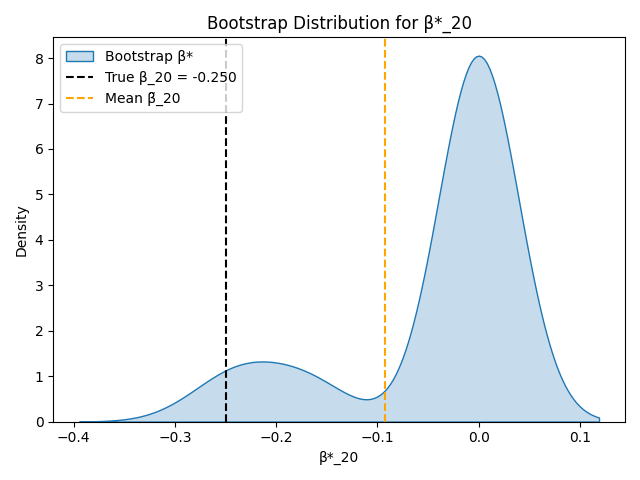 Bootstrap Distribution for β*_20
Bootstrap β*
True β_20 = -0.250
Mean β̂_20
Density
8
7
6
5
4
3
2
1
0
−0.4
−0.3
−0.2
−0.1
0.0
0.1
β*_20